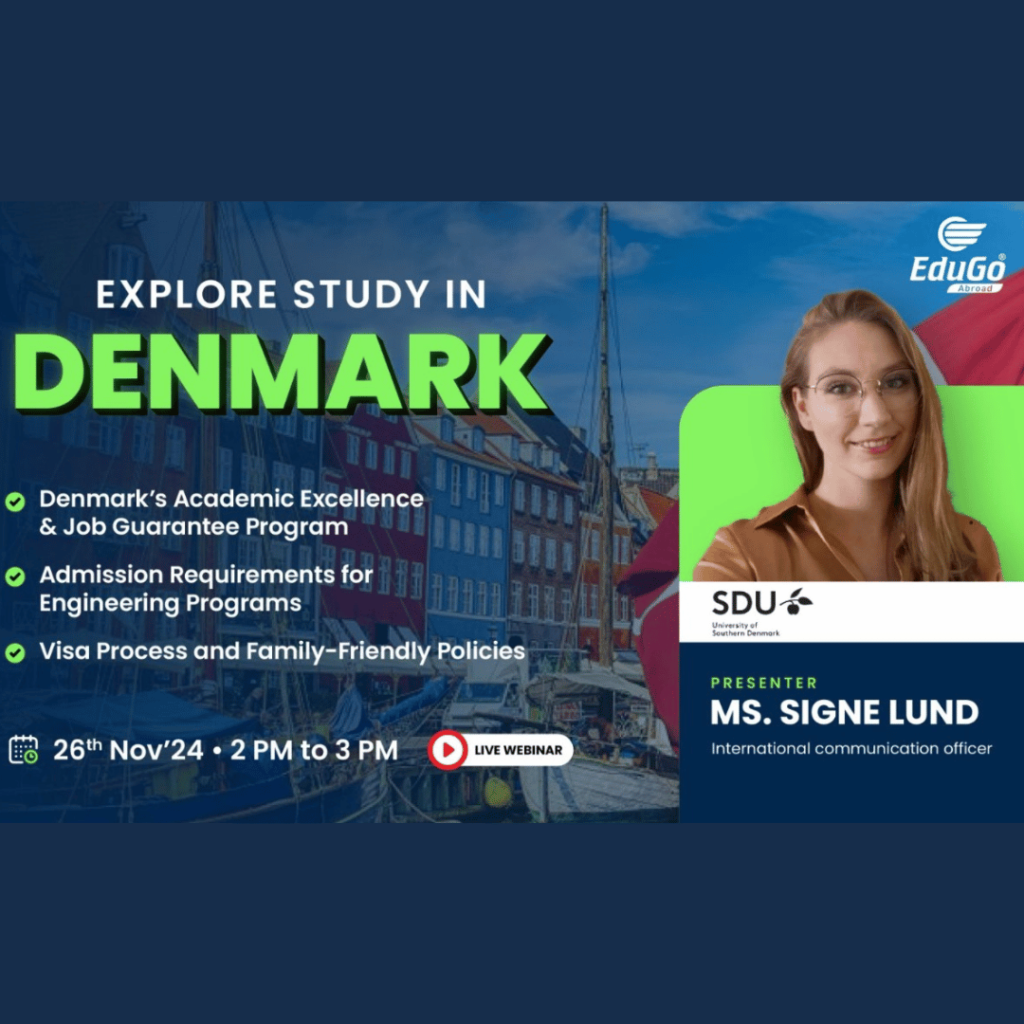 EduGo®
Abroad
EXPLORE STUDY IN
DENMARK
Denmark's Academic Excellence
& Job Guarantee Program
Admission Requirements for
Engineering Programs
Visa Process and Family-Friendly Policies
26th Nov'24 • 2 PM to 3 PM
LIVE WEBINAR
SDU
University of
Southern Denmark
PRESENTER
MS. SIGNE LUND
International communication officer